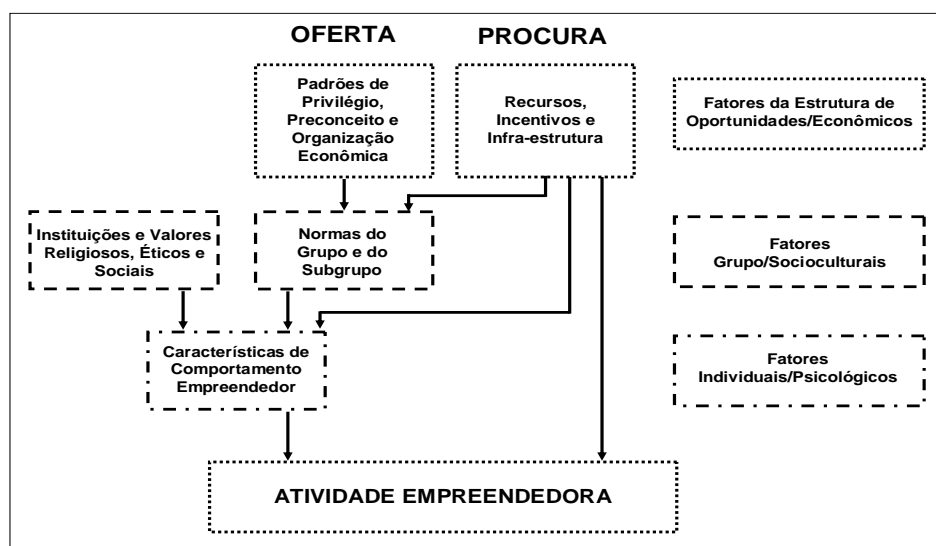 OFERTA
PROCURA
Padrões de
Privilégio,
Preconceito e
Organização
Econômica
Recursos,
Incentivos e
Infra-estrutura
Fatores da Estrutura de
Oportunidades/Econômicos
Instituições e Valores
Religiosos, Éticos e
Sociais
Normas do
Grupo e do
Subgrupo
Fatores
Grupo/Socioculturais
Características de
Comportamento
Empreendedor
Fatores
Individuais/Psicológicos
ATIVIDADE EMPREENDEDORA